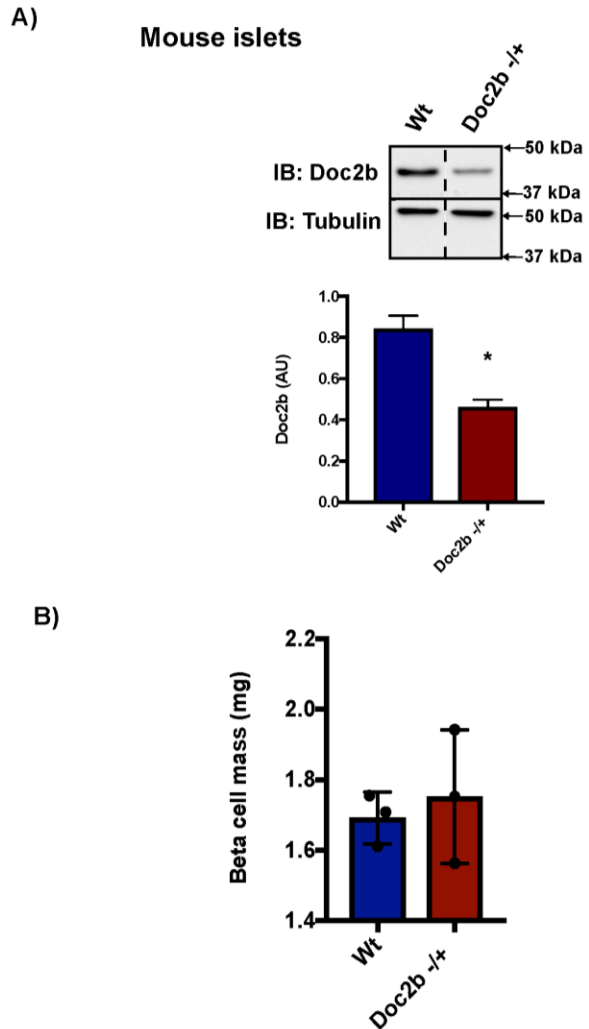 A)
Mouse islets
Wt
Doc2b -/+
50 kDa
IB: Doc2b
37 kDa
IB: Tubulin
50 kDa
37 kDa
1.0
0.8
0.6
0.4
0.2
0.0
Doc2b (AU)
*
Wt
Doc2b -/+
B)
2.2
2.0
1.8
1.6
1.4
Beta cell mass (mg)
Wt
Doc2b -/+